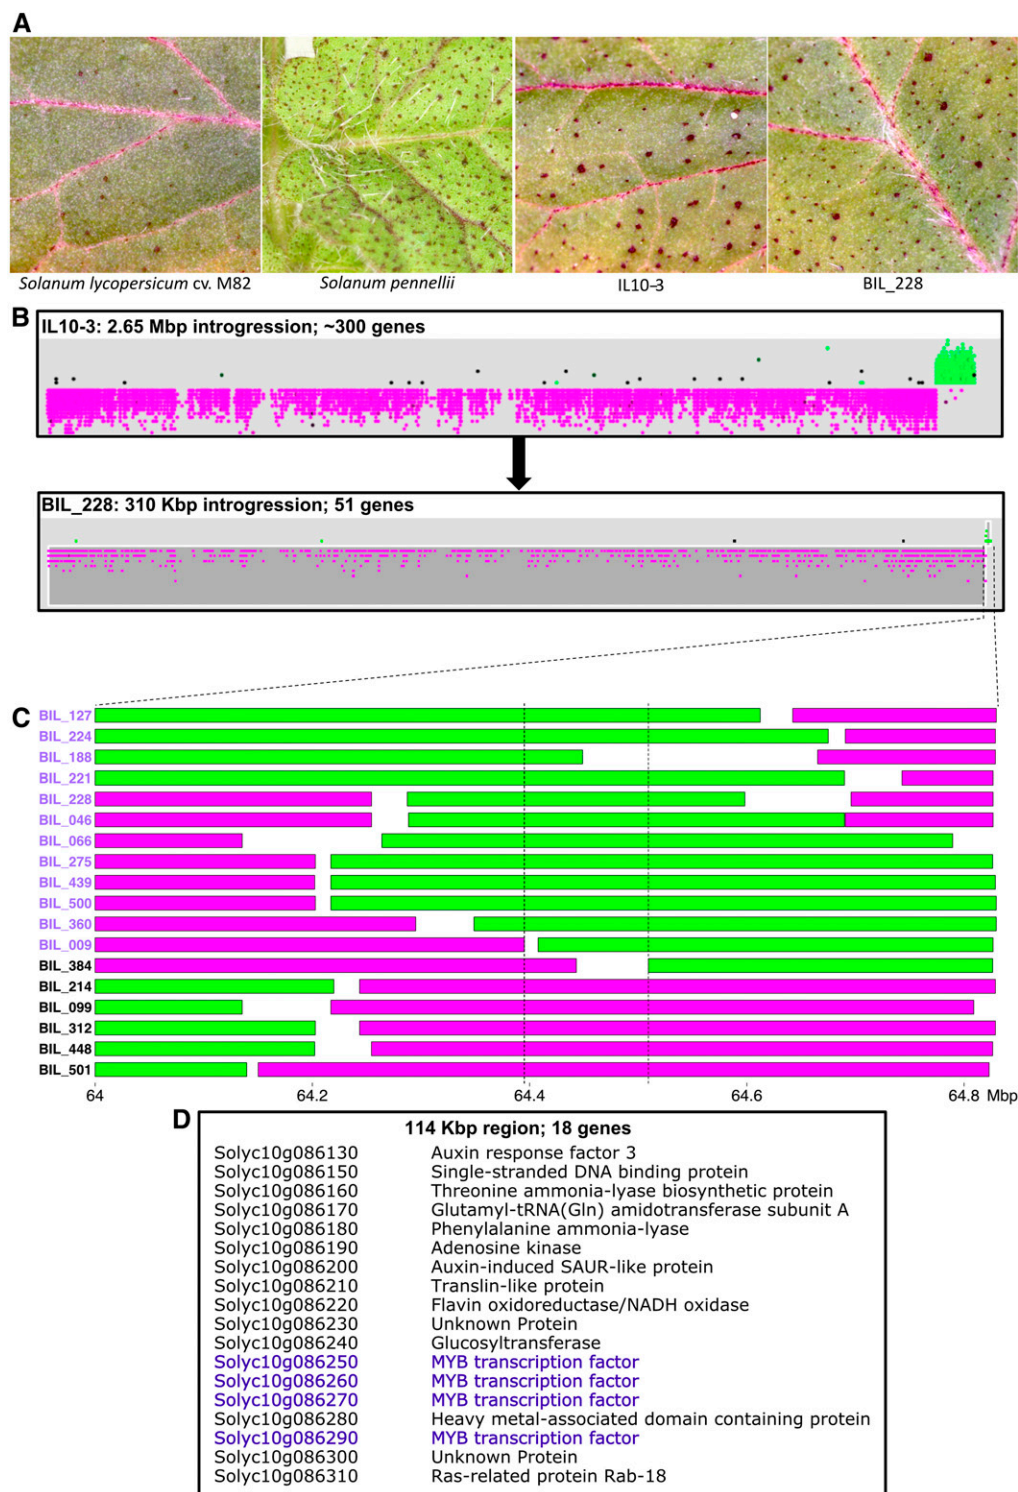 A
Solanum lycopersicum cv. M82
Solanum pennellii
IL10-3
BIL_228
B
IL10-3: 2.65 Mbp introgression; ~300 genes
BIL_228: 310 Kbp introgression; 51 genes
C
BIL_127
BIL_224
BIL_188
BIL_221
BIL_228
BIL_046
BIL_066
BIL_275
BIL_439
BIL_500
BIL_360
BIL_009
BIL_384
BIL_214
BIL_099
BIL_312
BIL_448
BIL_501
64 64.2 64.4 64.6 64.8 Mbp
D
114 Kbp region; 18 genes
Solyc10g086130 Auxin response factor 3
Solyc10g086150 Single-stranded DNA binding protein
Solyc10g086160 Threonine ammonia-lyase biosynthetic protein
Solyc10g086170 Glutamyl-tRNA(Gln) amidotransferase subunit A
Solyc10g086180 Phenylalanine ammonia-lyase
Solyc10g086190 Adenosine kinase
Solyc10g086200 Auxin-induced SAUR-like protein
Solyc10g086210 Translin-like protein
Solyc10g086220 Flavin oxidoreductase/NADH oxidase
Solyc10g086230 Unknown Protein
Solyc10g086240 Glucosyltransferase
Solyc10g086250 MYB transcription factor
Solyc10g086260 MYB transcription factor
Solyc10g086270 MYB transcription factor
Solyc10g086280 Heavy metal-associated domain containing protein
Solyc10g086290 MYB transcription factor
Solyc10g086300 Unknown Protein
Solyc10g086310 Ras-related protein Rab-18